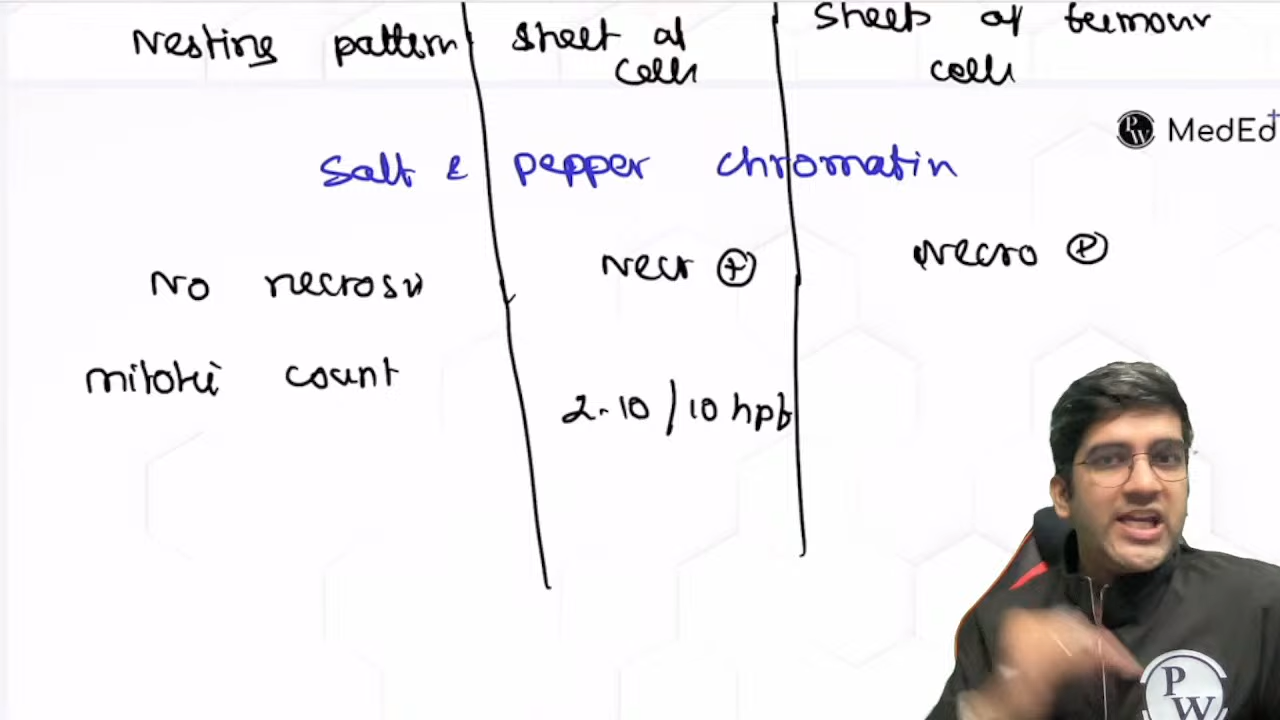 Nesting pattern
sheet of
cells
sheets of tumour
cells
PW MedEd
salt & pepper chromatin
No necrosis
Necr +
Necro +
mitotic count
2-10/10 hpf
PW